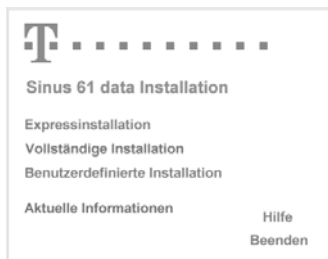 T
Sinus 61 data Installation
Expressinstallation
Vollständige Installation
Benutzerdefinierte Installation
Aktuelle Informationen
Hilfe
Beenden